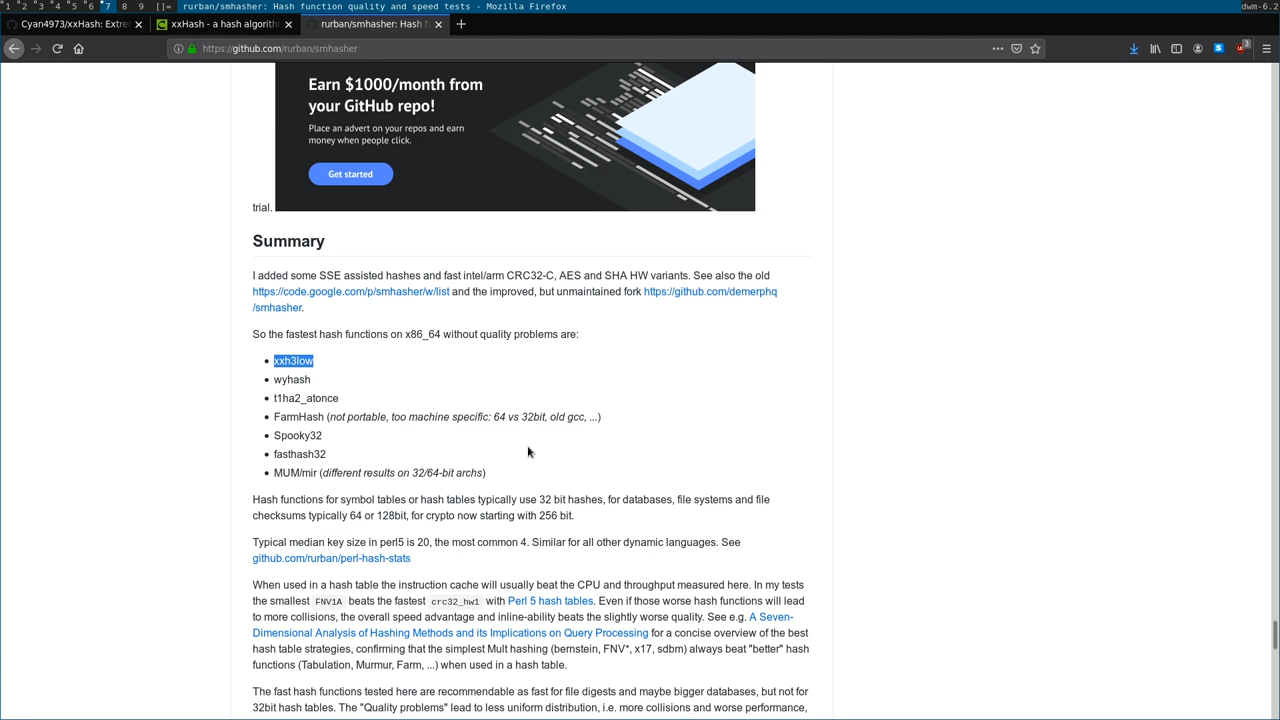 1 2 3 4 5 6 7 8 9 []= rurban/smhasher: Hash function quality and speed tests - Mozilla Firefox dwm-6.2
Cyan4973/xxHash: Extre × xxHash - a hash algorith × rurban/smhasher: Hash f × +
https://github.com/rurban/smhasher
Earn $1000/month from
your GitHub repo!
Place an advert on your repos and earn
money when people click.
Get started
trial.
Summary
I added some SSE assisted hashes and fast intel/arm CRC32-C, AES and SHA HW variants. See also the old
https://code.google.com/p/smhasher/w/list and the improved, but unmaintained fork https://github.com/demerphq
/smhasher.
So the fastest hash functions on x86_64 without quality problems are:
• xxh3low
• wyhash
• t1ha2_atonce
• FarmHash (not portable, too machine specific: 64 vs 32bit, old gcc, ...)
• Spooky32
• fasthash32
• MUM/mir (different results on 32/64-bit archs)
Hash functions for symbol tables or hash tables typically use 32 bit hashes, for databases, file systems and file
checksums typically 64 or 128bit, for crypto now starting with 256 bit.
Typical median key size in perl5 is 20, the most common 4. Similar for all other dynamic languages. See
github.com/rurban/perl-hash-stats
When used in a hash table the instruction cache will usually beat the CPU and throughput measured here. In my tests
the smallest FNV1A beats the fastest crc32_hw1 with Perl 5 hash tables. Even if those worse hash functions will lead
to more collisions, the overall speed advantage and inline-ability beats the slightly worse quality. See e.g. A Seven-
Dimensional Analysis of Hashing Methods and its Implications on Query Processing for a concise overview of the best
hash table strategies, confirming that the simplest Mult hashing (bernstein, FNV*, x17, sdbm) always beat "better" hash
functions (Tabulation, Murmur, Farm, ...) when used in a hash table.
The fast hash functions tested here are recommendable as fast for file digests and maybe bigger databases, but not for
32bit hash tables. The "Quality problems" lead to less uniform distribution, i.e. more collisions and worse performance,